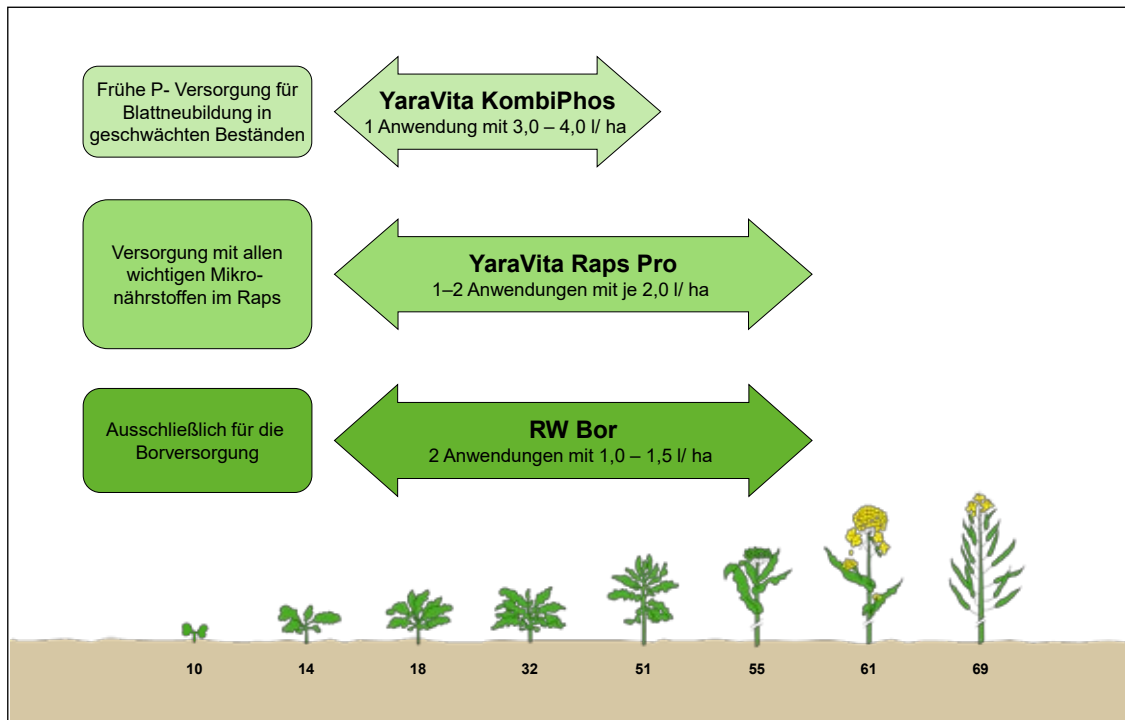 Frühe P- Versorgung für
Blattneubildung in
geschwächten Beständen
YaraVita KombiPhos
1 Anwendung mit 3,0 – 4,0 l/ ha
Versorgung mit allen
wichtigen Mikro-
nährstoffen im Raps
YaraVita Raps Pro
1–2 Anwendungen mit je 2,0 l/ ha
Ausschließlich für die
Borversorgung
RW Bor
2 Anwendungen mit 1,0 – 1,5 l/ ha
10 14 18 32 51 55 61 69